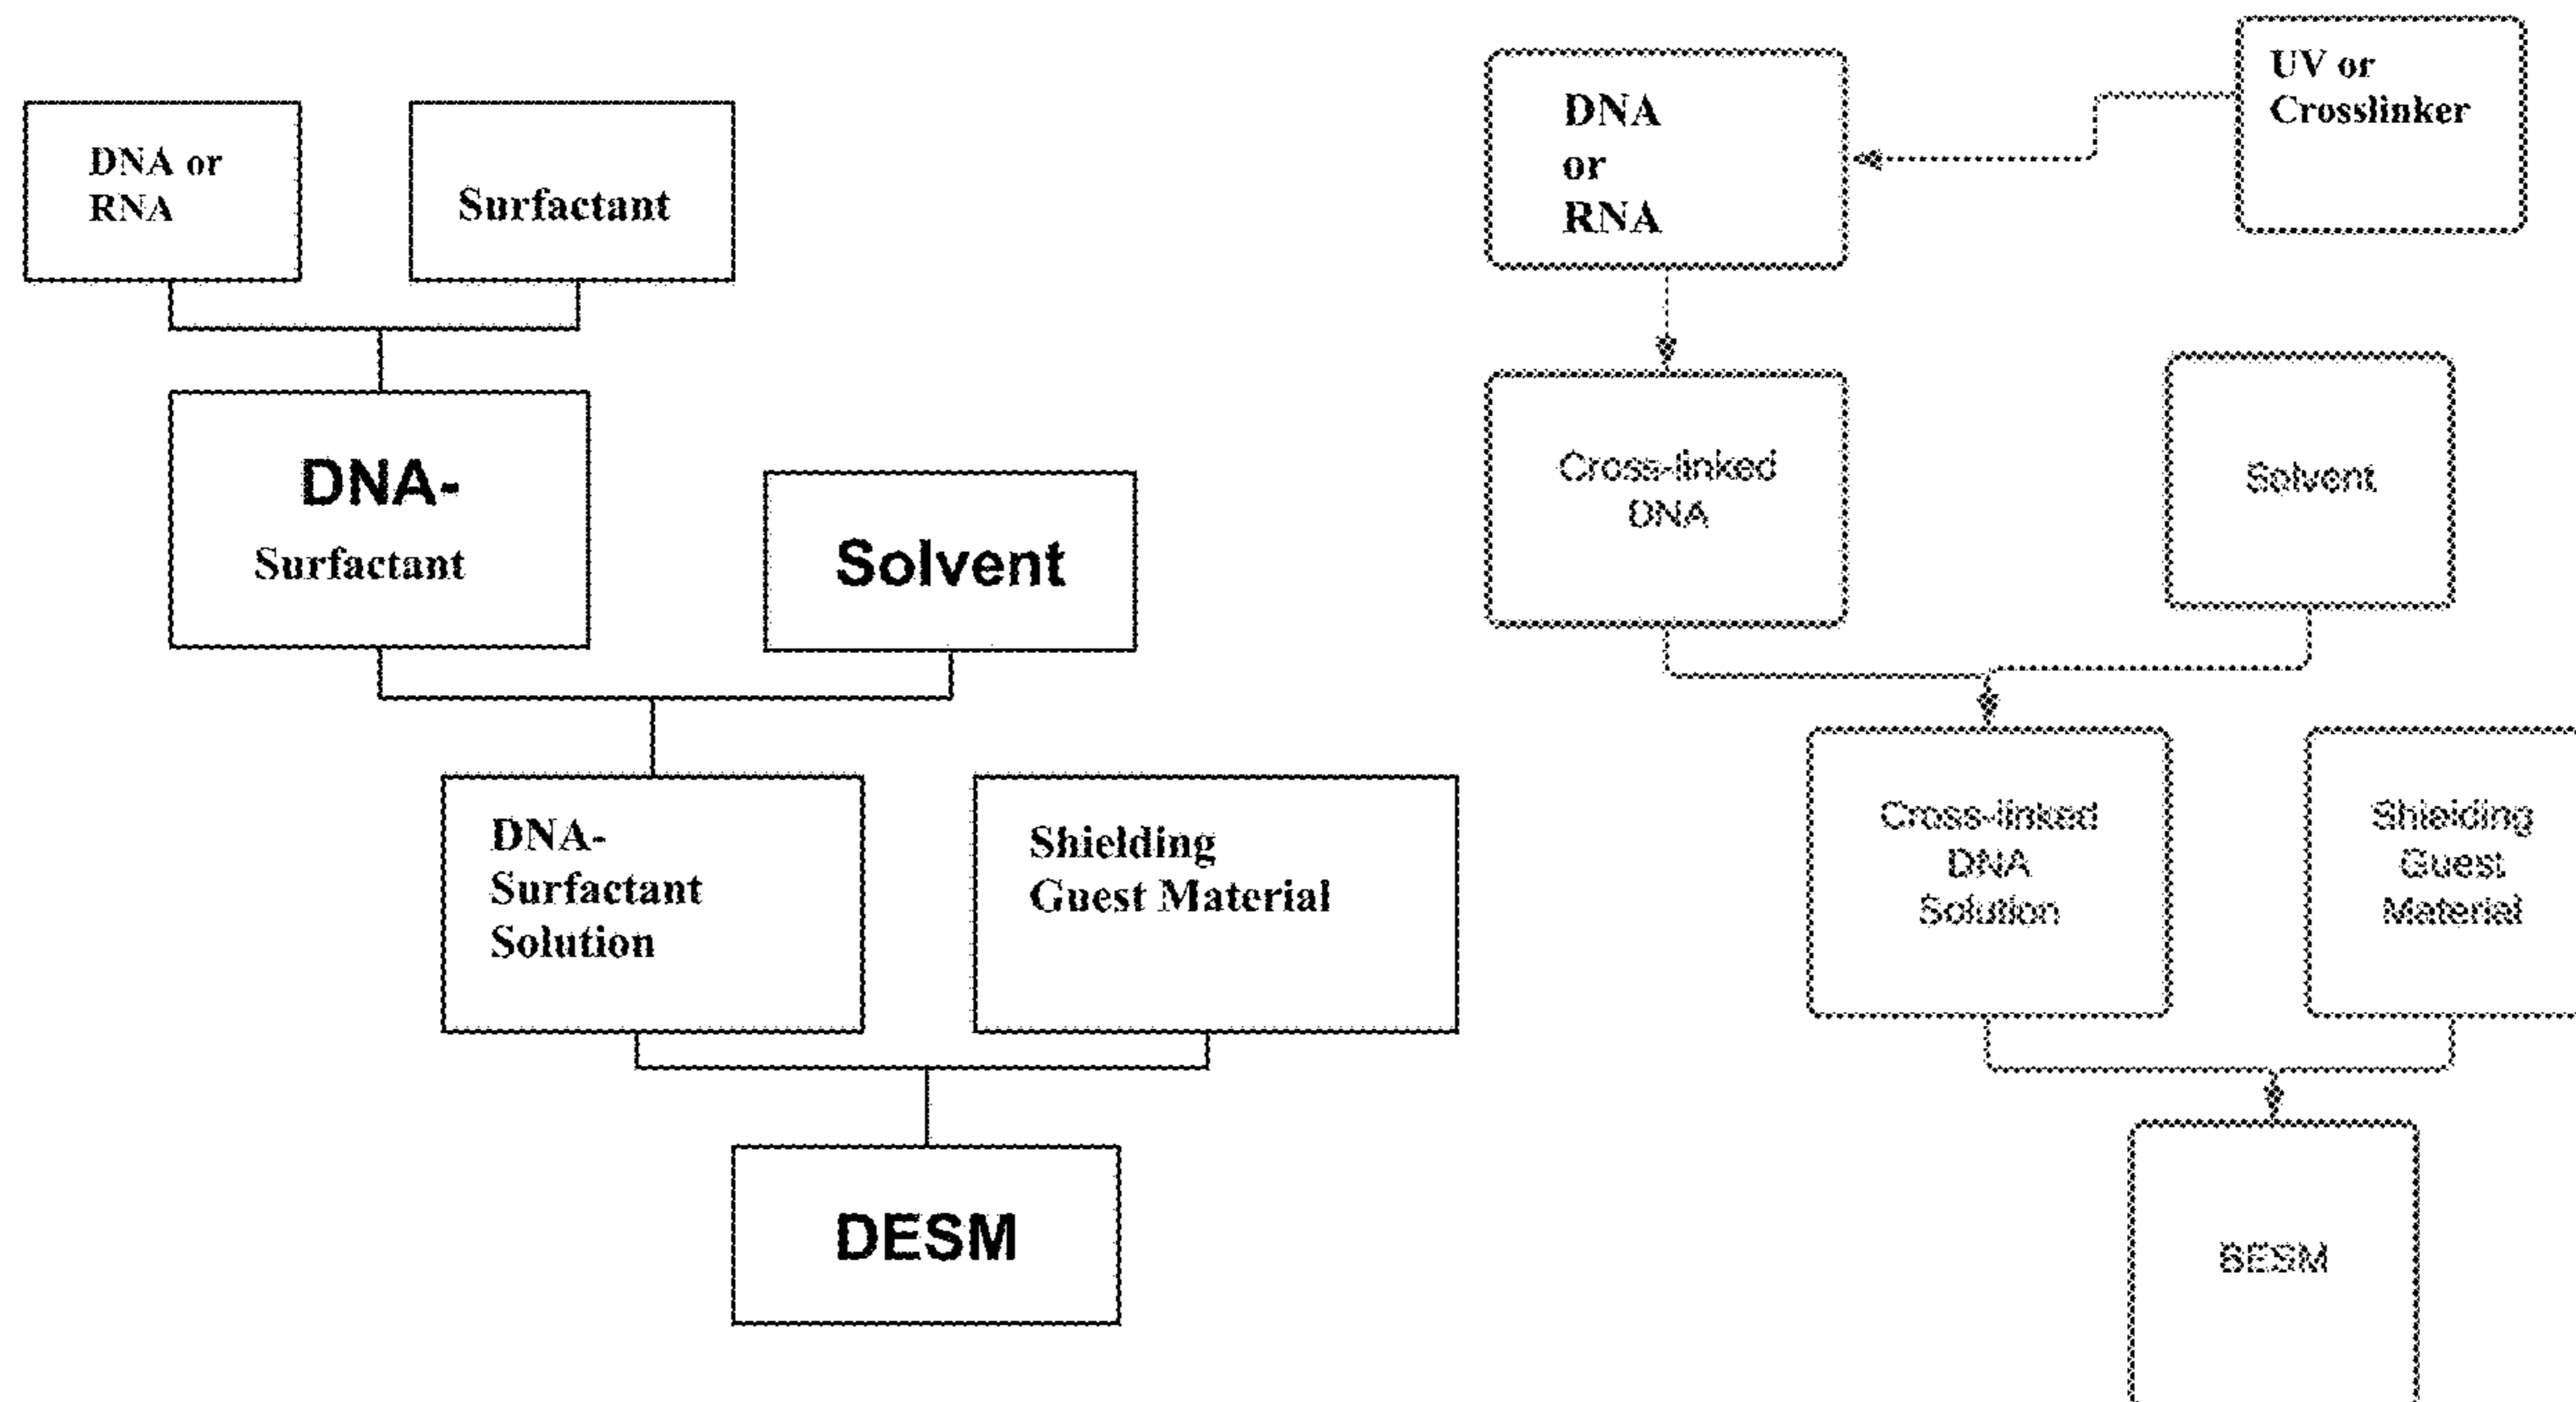 DNA or
RNA
Surfactant
DNA-
Surfactant
Solvent
DNA-
Surfactant
Solution
Shielding
Guest Material
DESM
UV or
Crosslinker
DNA
or
RNA
Cross-linked
DNA
Solvent
Cross-linked
DNA
Solution
Shielding
Guest
Material
BESM